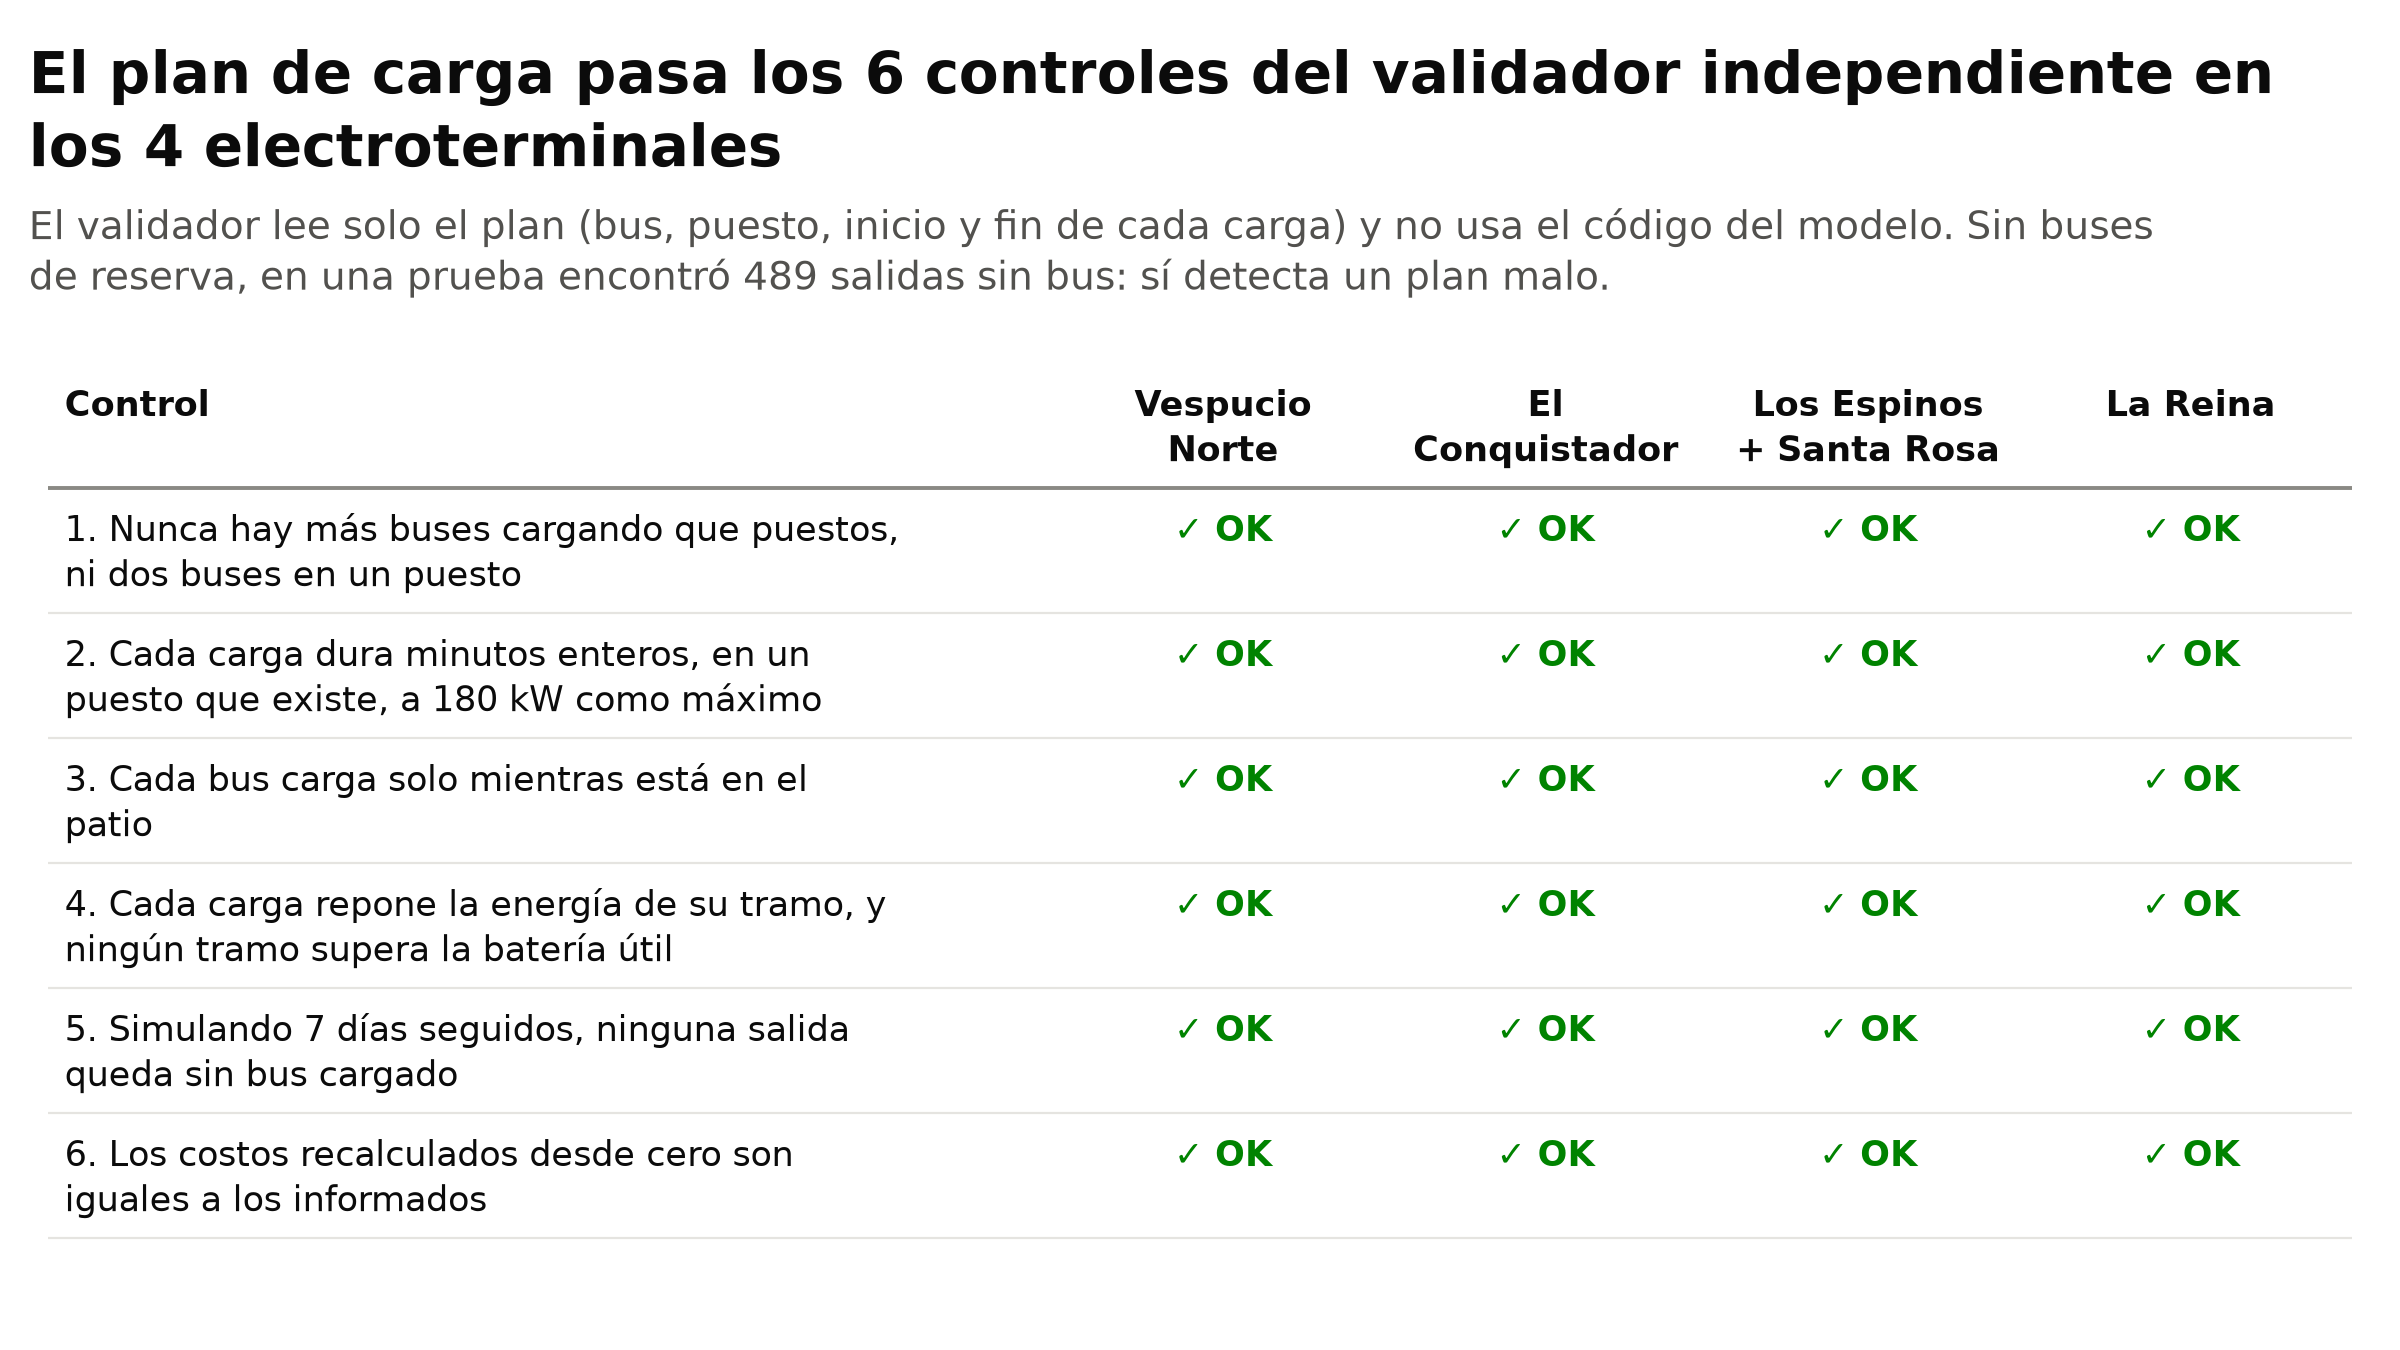 El plan de carga pasa los 6 controles del validador independiente en
los 4 electroterminales
El validador lee solo el plan (bus, puesto, inicio y fin de cada carga) y no usa el código del modelo. Sin buses
de reserva, en una prueba encontró 489 salidas sin bus: sí detecta un plan malo.
Control Vespucio El Los Espinos La Reina
Norte Conquistador + Santa Rosa
1. Nunca hay más buses cargando que puestos, ✓ OK ✓ OK ✓ OK ✓ OK
ni dos buses en un puesto
2. Cada carga dura minutos enteros, en un ✓ OK ✓ OK ✓ OK ✓ OK
puesto que existe, a 180 kW como máximo
3. Cada bus carga solo mientras está en el ✓ OK ✓ OK ✓ OK ✓ OK
patio
4. Cada carga repone la energía de su tramo, y ✓ OK ✓ OK ✓ OK ✓ OK
ningún tramo supera la batería útil
5. Simulando 7 días seguidos, ninguna salida ✓ OK ✓ OK ✓ OK ✓ OK
queda sin bus cargado
6. Los costos recalculados desde cero son ✓ OK ✓ OK ✓ OK ✓ OK
iguales a los informados